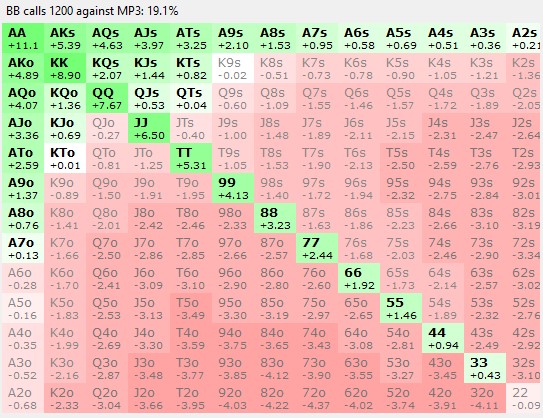 BB calls 1200 against MP3: 19.1%
AA AKs AQs AJs ATs A9s A8s A7s A6s A5s A4s A3s A2s
+11.1 +5.39 +4.63 +3.97 +3.25 +2.10 +1.53 +0.95 +0.58 +0.69 +0.51 +0.36 +0.21
AKo KK KQs KJs KTs K9s K8s K7s K6s K5s K4s K3s K2s
+4.89 +8.90 +2.07 +1.44 +0.82 -0.02 -0.51 -0.73 -0.78 -0.90 -1.05 -1.21 -1.36
AQo KQo QQ QJs QTs Q9s Q8s Q7s Q6s Q5s Q4s Q3s Q2s
+4.07 +1.36 +7.67 +0.53 +0.04 -0.60 -1.09 -1.55 -1.46 -1.57 -1.72 -1.89 -2.05
AJo KJo QJo JJ JTs J9s J8s J7s J6s J5s J4s J3s J2s
+3.36 +0.69 -0.27 +6.50 -0.40 -1.00 -1.48 -1.89 -2.11 -2.15 -2.31 -2.47 -2.64
ATo KTo QTo JTo TT T9s T8s T7s T6s T5s T4s T3s T2s
+2.59 +0.01 -0.81 -1.25 +5.31 -1.05 -1.53 -1.90 -2.13 -2.50 -2.59 -2.76 -2.93
A9o K9o Q9o J9o T9o 99 98s 97s 96s 95s 94s 93s 92s
+1.37 -0.89 -1.50 -1.91 -1.95 +4.13 -1.40 -1.72 -1.94 -2.32 -2.75 -2.84 -3.01
A8o K8o Q8o J8o T8o 98o 88 87s 86s 85s 84s 83s 82s
+0.76 -1.41 -2.01 -2.42 -2.46 -2.33 +3.23 -1.63 -1.86 -2.23 -2.66 -3.10 -3.19
A7o K7o Q7o J7o T7o 97o 87o 77 76s 75s 74s 73s 72s
+0.13 -1.66 -2.50 -2.86 -2.85 -2.66 -2.57 +2.44 -1.68 -2.03 -2.46 -2.90 -3.34
A6o K6o Q6o J6o T6o 96o 86o 76o 66 65s 64s 63s 62s
-0.28 -1.70 -2.41 -3.09 -3.10 -2.90 -2.80 -2.60 +1.92 -1.73 -2.14 -2.57 -3.02
A5o K5o Q5o J5o T5o 95o 85o 75o 65o 55 54s 53s 52s
-0.16 -1.83 -2.53 -3.13 -3.49 -3.30 -3.19 -2.97 -2.65 +1.46 -1.89 -2.32 -2.76
A4o K4o Q4o J4o T4o 94o 84o 74o 64o 54o 44 43s 42s
-0.35 -1.99 -2.69 -3.30 -3.59 -3.75 -3.65 -3.43 -3.08 -2.81 +0.94 -2.49 -2.92
A3o K3o Q3o J3o T3o 93o 83o 73o 63o 53o 43o 33 32s
-0.52 -2.16 -2.87 -3.48 -3.77 -3.85 -4.12 -3.90 -3.55 -3.27 -3.45 +0.43 -3.10
A2o K2o Q2o J2o T2o 92o 82o 72o 62o 52o 42o 32o 22
-0.68 -2.33 -3.04 -3.66 -3.95 -4.03 -4.22 -4.37 -4.02 -3.74 -3.91 -4.11 -0.09